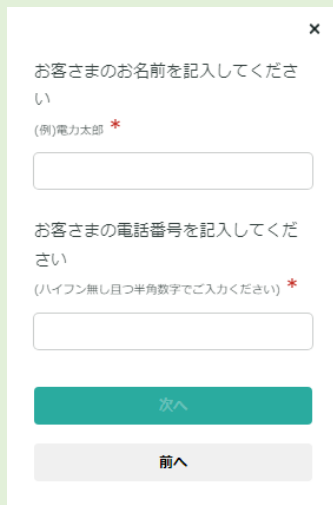 ×
お客さまのお名前を記入してくださ
い
(例)電力太郎 *
お客さまの電話番号を記入してくだ
さい
(ハイフン無し且つ半角数字でご入力ください) *
次へ
前へ